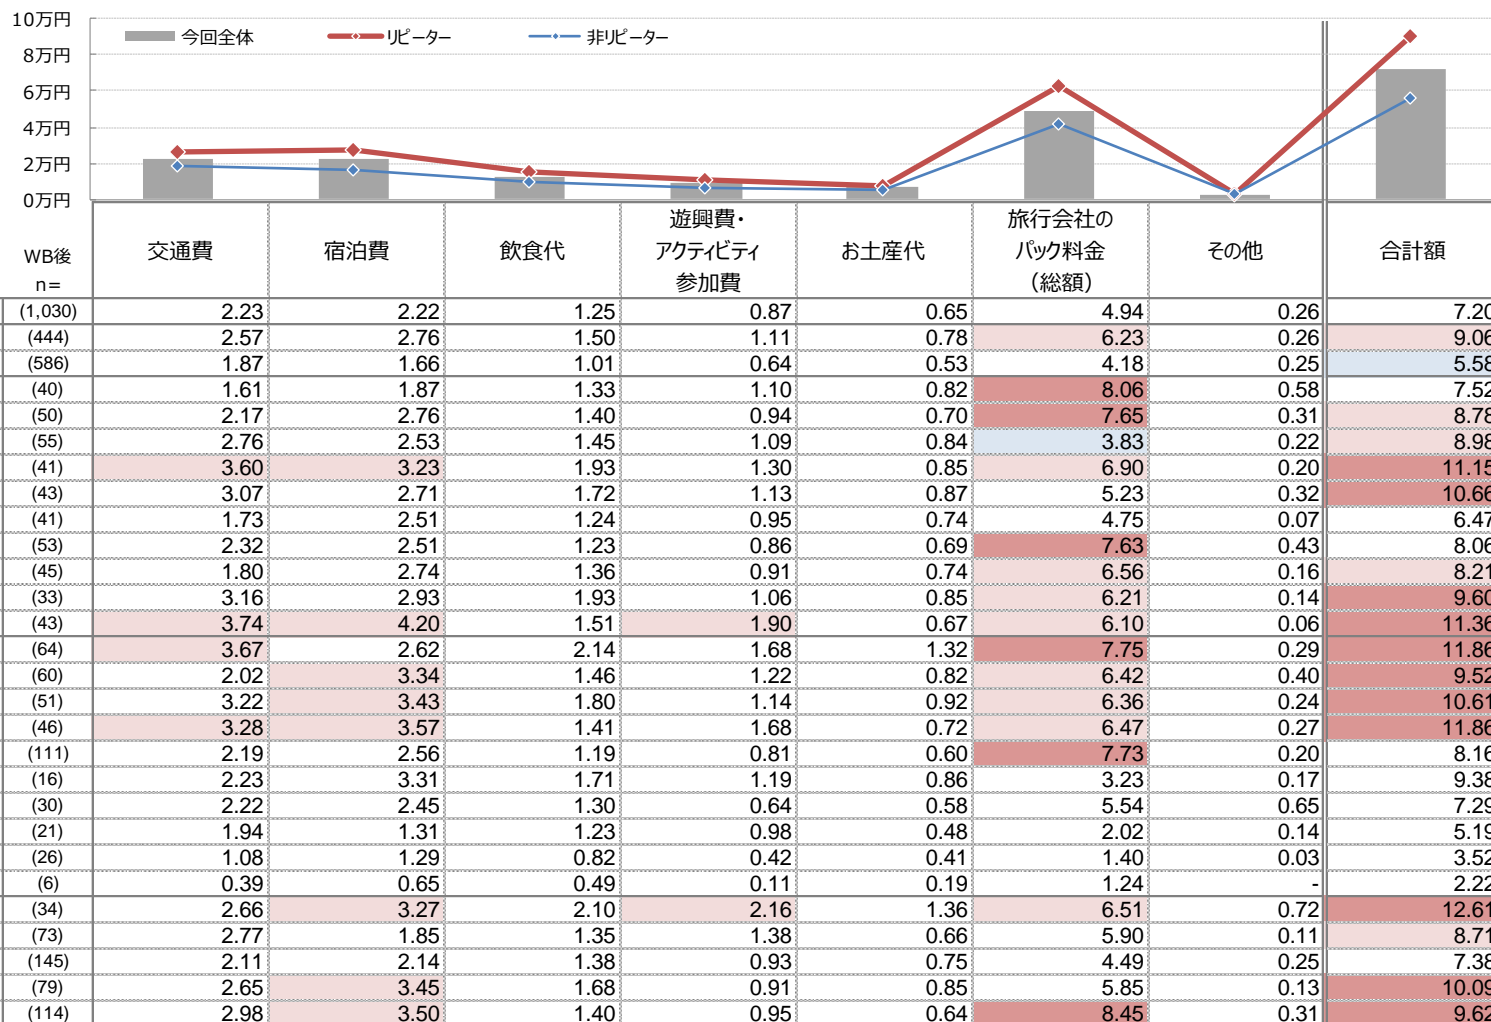 10万円
8万円
6万円
4万円
2万円
0万円
今回全体 リピーター 非リピーター
WB後 n= 交通費 宿泊費 飲食代 遊興費・アクティビティ参加費 お土産代 旅行会社のパック料金（総額） その他 合計額
(1,030) 2.23 2.22 1.25 0.87 0.65 4.94 0.26 7.20
(444) 2.57 2.76 1.50 1.11 0.78 6.23 0.26 9.06
(586) 1.87 1.66 1.01 0.64 0.53 4.18 0.25 5.58
(40) 1.61 1.87 1.33 1.10 0.82 8.06 0.58 7.52
(50) 2.17 2.76 1.40 0.94 0.70 7.65 0.31 8.78
(55) 2.76 2.53 1.45 1.09 0.84 3.83 0.22 8.98
(41) 3.60 3.23 1.93 1.30 0.85 6.90 0.20 11.15
(43) 3.07 2.71 1.72 1.13 0.87 5.23 0.32 10.66
(41) 1.73 2.51 1.24 0.95 0.74 4.75 0.07 6.47
(53) 2.32 2.51 1.23 0.86 0.69 7.63 0.43 8.06
(45) 1.80 2.74 1.36 0.91 0.74 6.56 0.16 8.21
(33) 3.16 2.93 1.93 1.06 0.85 6.21 0.14 9.60
(43) 3.74 4.20 1.51 1.90 0.67 6.10 0.06 11.36
(64) 3.67 2.62 2.14 1.68 1.32 7.75 0.29 11.86
(60) 2.02 3.34 1.46 1.22 0.82 6.42 0.40 9.52
(51) 3.22 3.43 1.80 1.14 0.92 6.36 0.24 10.61
(46) 3.28 3.57 1.41 1.68 0.72 6.47 0.27 11.86
(111) 2.19 2.56 1.19 0.81 0.60 7.73 0.20 8.16
(16) 2.23 3.31 1.71 1.19 0.86 3.23 0.17 9.38
(30) 2.22 2.45 1.30 0.64 0.58 5.54 0.65 7.29
(21) 1.94 1.31 1.23 0.98 0.48 2.02 0.14 5.19
(26) 1.08 1.29 0.82 0.42 0.41 1.40 0.03 3.52
(6) 0.39 0.65 0.49 0.11 0.19 1.24 - 2.22
(34) 2.66 3.27 2.10 2.16 1.36 6.51 0.72 12.61
(73) 2.77 1.85 1.35 1.38 0.66 5.90 0.11 8.71
(145) 2.11 2.14 1.38 0.93 0.75 4.49 0.25 7.38
(79) 2.65 3.45 1.68 0.91 0.85 5.85 0.13 10.09
(114) 2.98 3.50 1.40 0.95 0.64 8.45 0.31 9.62